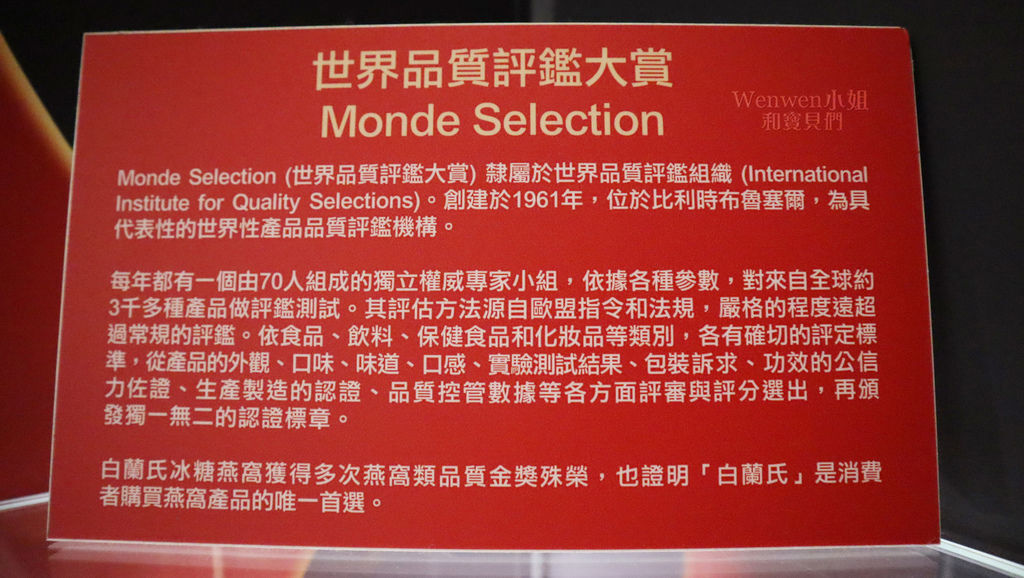 世界品質評鑑大賞
Monde Selection
Wenwen小姐
和寶貝們
Monde Selection (世界品質評鑑大賞) 隸屬於世界品質評鑑組織 (International
Institute for Quality Selections)。創建於1961年，位於比利時布魯塞爾，為具
代表性的世界性產品品質評鑑機構。
每年都有一個由70人組成的獨立權威專家小組，依據各種參數，對來自全球約
3千多種產品做評鑑測試。其評估方法源自歐盟指令和法規，嚴格的程度遠超
過常規的評鑑。依食品、飲料、保健食品和化妝品等類別，各有確切的評定標
準，從產品的外觀、口味、味道、口感、實驗測試結果、包裝訴求、功效的公信
力佐證、生產製造的認證、品質控管數據等各方面評審與評分選出，再頒
發獨一無二的認證標章。
白蘭氏冰糖燕窩獲得多次燕窩類品質金獎殊榮，也證明「白蘭氏」是消費
者購買燕窩產品的唯一首選。